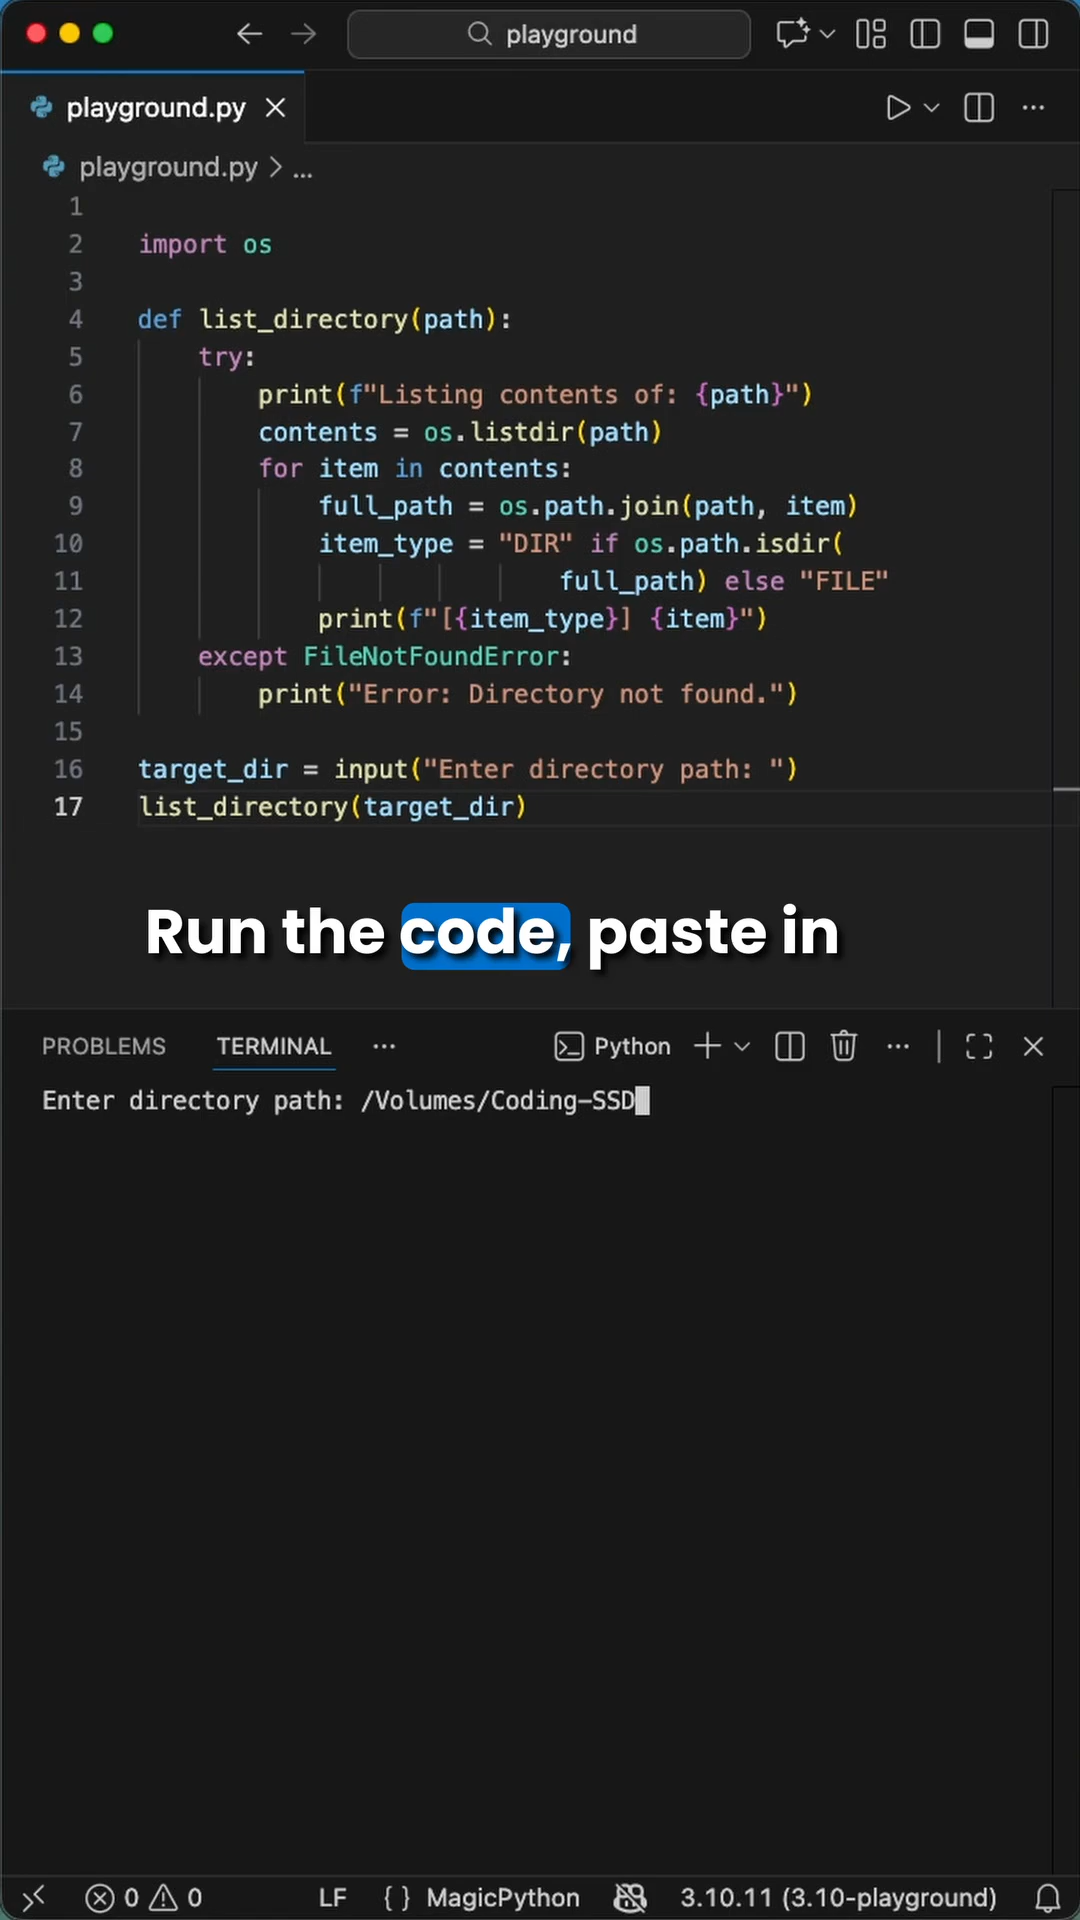 playground
playground.py
playground.py > ...
1
2 import os
3
4 def list_directory(path):
5 try:
6 print(f"Listing contents of: {path}")
7 contents = os.listdir(path)
8 for item in contents:
9 full_path = os.path.join(path, item)
10 item_type = "DIR" if os.path.isdir(
11 full_path) else "FILE"
12 print(f"[{item_type}] {item}")
13 except FileNotFoundError:
14 print("Error: Directory not found.")
15
16 target_dir = input("Enter directory path: ")
17 list_directory(target_dir)
Run the code, paste in
PROBLEMS TERMINAL ... Python
Enter directory path: /Volumes/Coding-SSD
0 0 LF { } MagicPython 3.10.11 (3.10-playground)